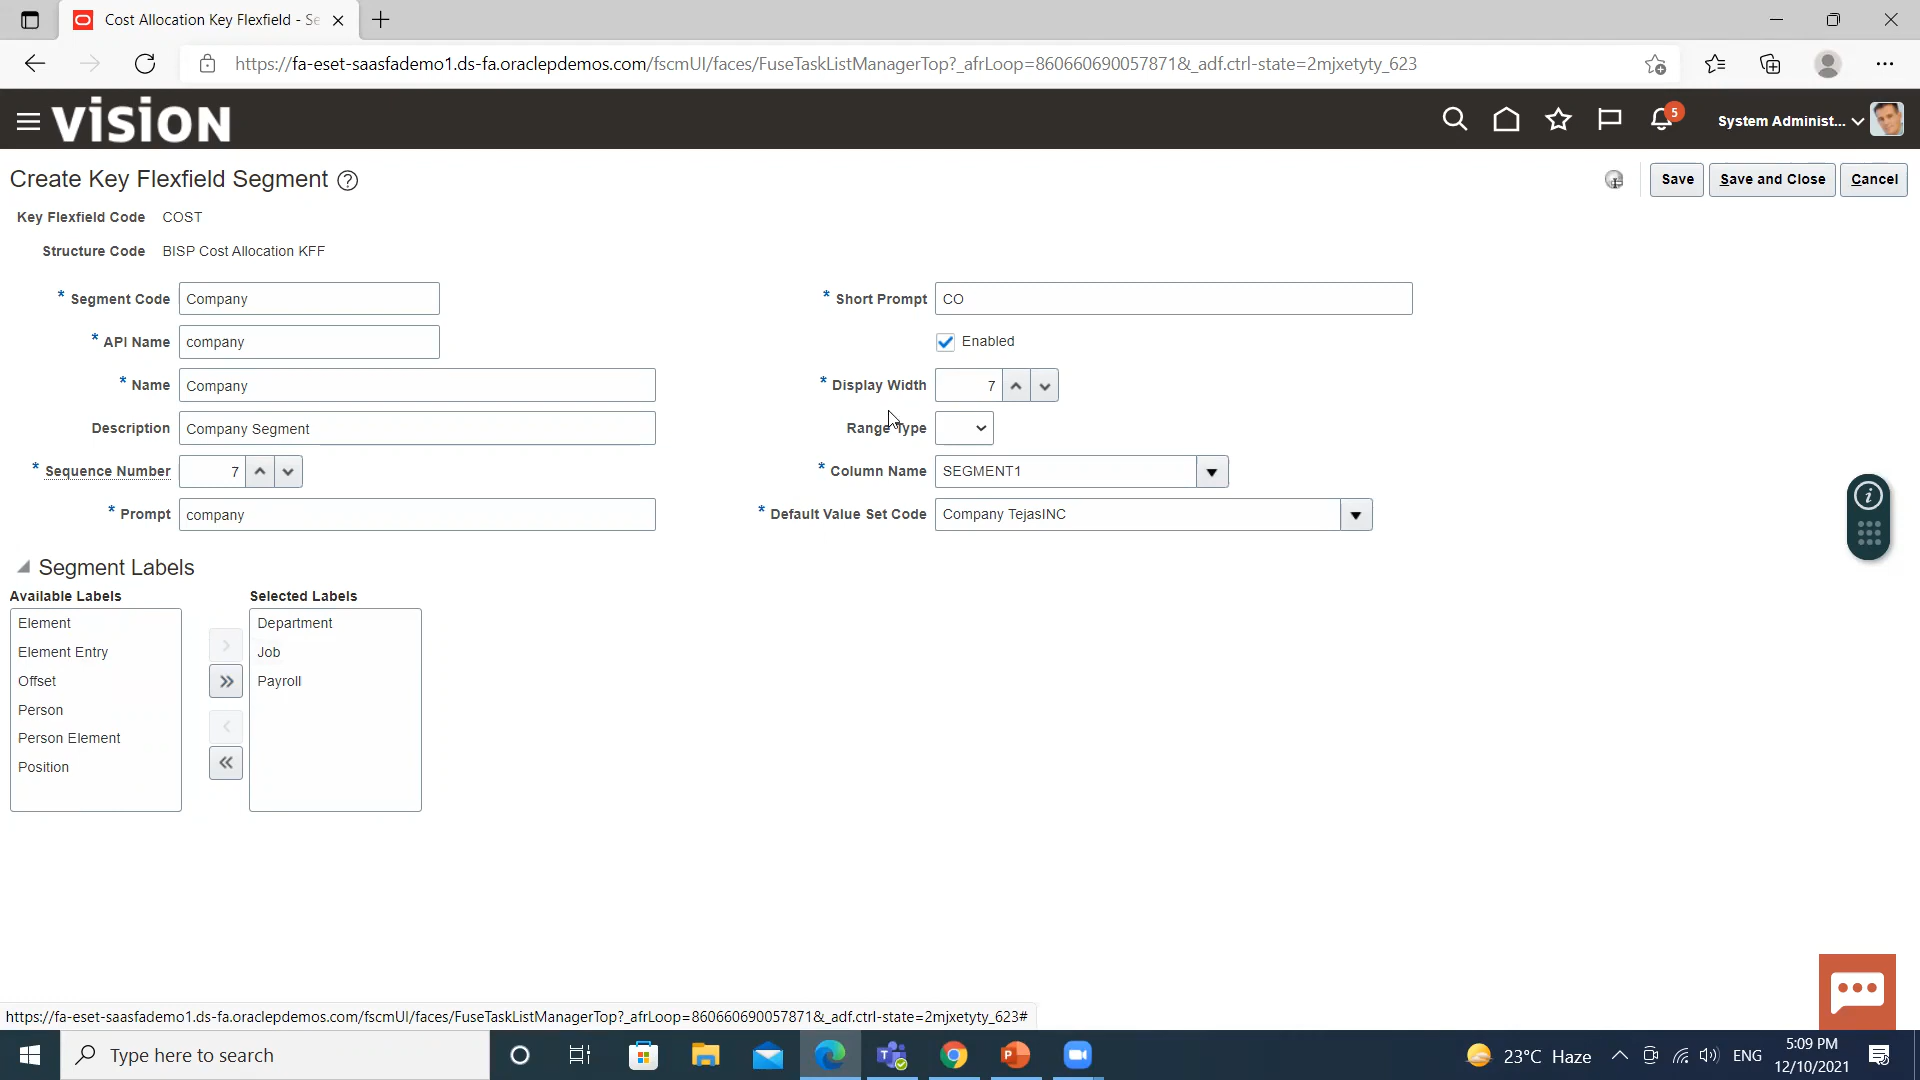 Cost Allocation Key Flexfield - Se
https://fa-eset-saasfademo1.ds-fa.oraclepdemos.com/fscmUI/faces/FuseTaskListManagerTop?_afrLoop=860660690057871&_adf.ctrl-state=2mjxetyty_623
vision
5
System Administ...
Create Key Flexfield Segment
Save
Save and Close
Cancel
Key Flexfield Code COST
Structure Code BISP Cost Allocation KFF
* Segment Code Company
* Short Prompt CO
* API Name company
Enabled
* Name Company
* Display Width 7
Description Company Segment
Range Type
* Sequence Number 7
* Column Name SEGMENT1
* Prompt company
* Default Value Set Code Company TejasINC
Segment Labels
Available Labels
Selected Labels
Element
Element Entry
Offset
Person
Person Element
Position
Department
Job
Payroll
https://fa-eset-saasfademo1.ds-fa.oraclepdemos.com/fscmUI/faces/FuseTaskListManagerTop?_afrLoop=860660690057871&_adf.ctrl-state=2mjxetyty_623#
Type here to search
23°C Haze
ENG
5:09 PM
12/10/2021